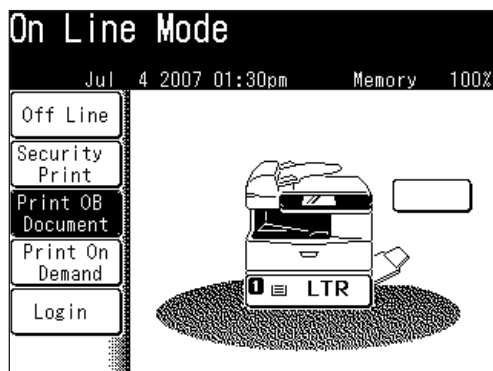 On Line Mode
Jul 4 2007 01:30pm Memory 100%
Off Line
Security
Print
Print OB
Document
Print On
Demand
Login
1 LTR